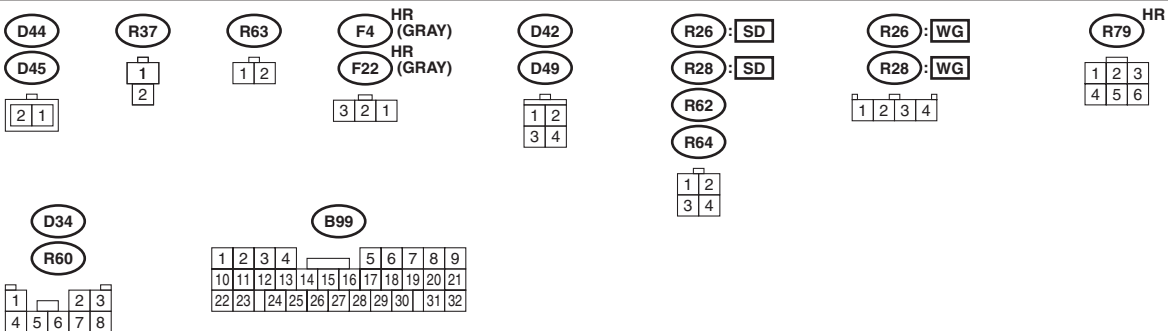 D44
D45
2 1
R37
1
2
R63
1 2
F4 HR (GRAY)
F22 HR (GRAY)
3 2 1
D42
D49
1 2
3 4
R26 : SD
R28 : SD
R62
R64
1 2
3 4
R26 : WG
R28 : WG
1 2 3 4
R79 HR
1 2 3
4 5 6
D34
R60
1 2 3
4 5 6 7 8
B99
1 2 3 4 5 6 7 8 9
10 11 12 13 14 15 16 17 18 19 20 21
22 23 24 25 26 27 28 29 30 31 32